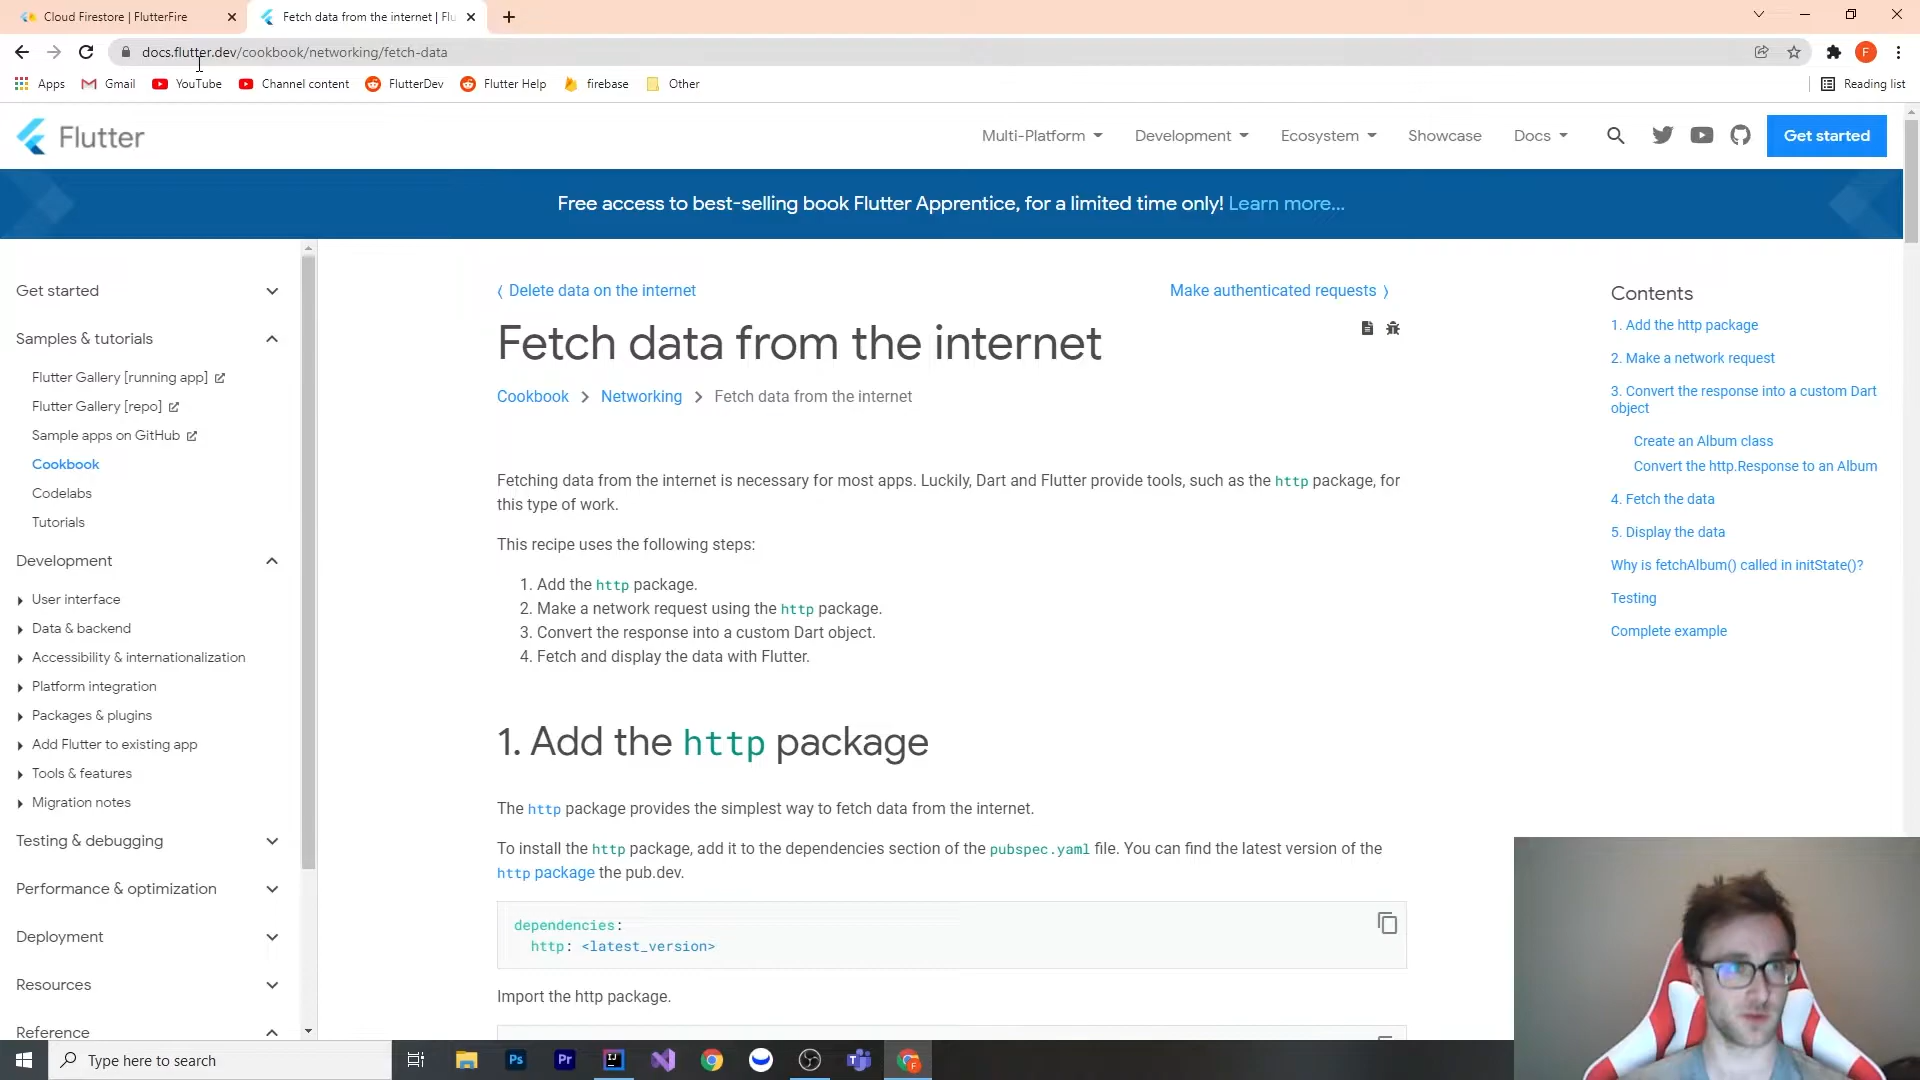 Cloud Firestore | FlutterFire
Fetch data from the internet | Flu
docs.flutter.dev/cookbook/networking/fetch-data
F
Apps
Gmail
YouTube
Channel content
FlutterDev
Flutter Help
firebase
Other
Reading list
Flutter
Multi-Platform
Development
Ecosystem
Showcase
Docs
Get started
Free access to best-selling book Flutter Apprentice, for a limited time only! Learn more...
Get started
Samples & tutorials
Flutter Gallery [running app]
Flutter Gallery [repo]
Sample apps on GitHub
Cookbook
Codelabs
Tutorials
Development
User interface
Data & backend
Accessibility & internationalization
Platform integration
Packages & plugins
Add Flutter to existing app
Tools & features
Migration notes
Testing & debugging
Performance & optimization
Deployment
Resources
Reference
‹ Delete data on the internet
Make authenticated requests ›
Fetch data from the internet
Cookbook > Networking > Fetch data from the internet
Fetching data from the internet is necessary for most apps. Luckily, Dart and Flutter provide tools, such as the http package, for
this type of work.
This recipe uses the following steps:
1. Add the http package.
2. Make a network request using the http package.
3. Convert the response into a custom Dart object.
4. Fetch and display the data with Flutter.
1. Add the http package
The http package provides the simplest way to fetch data from the internet.
To install the http package, add it to the dependencies section of the pubspec.yaml file. You can find the latest version of the
http package the pub.dev.
dependencies:
http: <latest_version>
Import the http package.
Contents
1. Add the http package
2. Make a network request
3. Convert the response into a custom Dart
object
Create an Album class
Convert the http.Response to an Album
4. Fetch the data
5. Display the data
Why is fetchAlbum() called in initState()?
Testing
Complete example
Type here to search
Ps
Pr
IJ
T
F